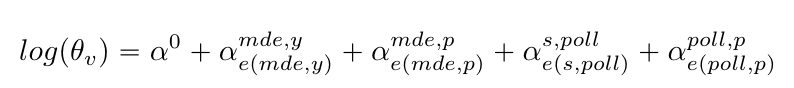 log(θ_v) = α^0 + α^{mde,y}_{e(mde,y)} + α^{mde,p}_{e(mde,p)} + α^{s,poll}_{e(s,poll)} + α^{poll,p}_{e(poll,p)}